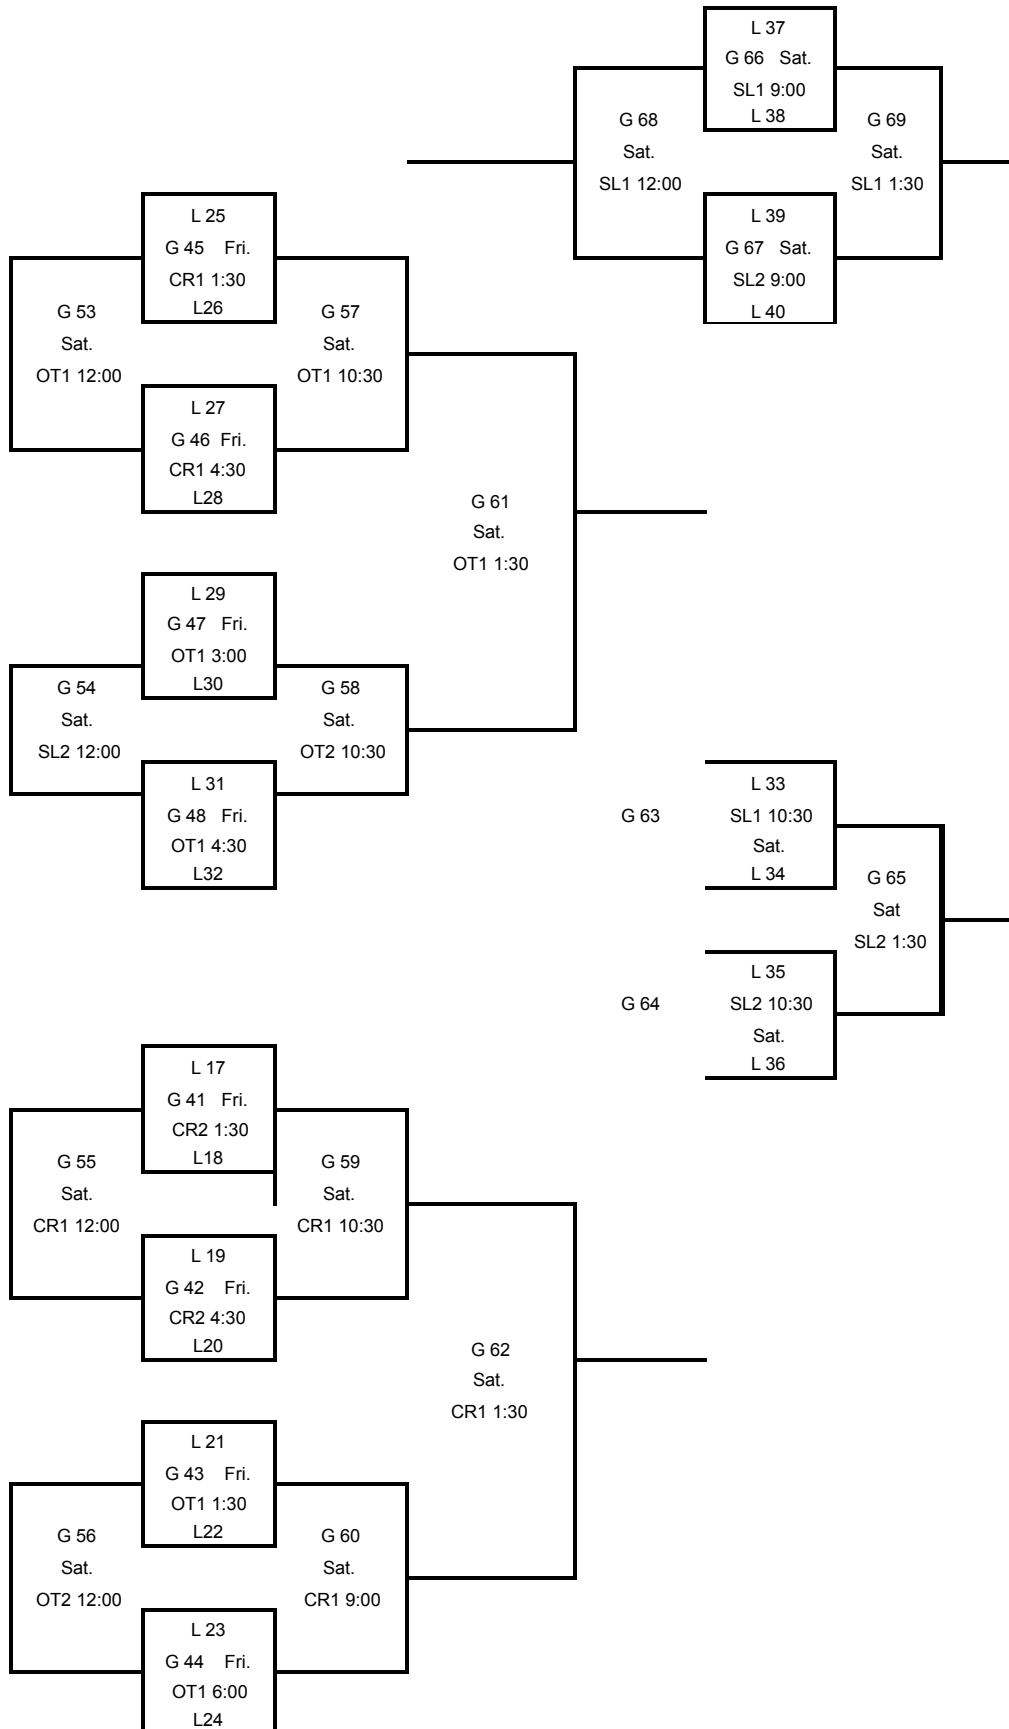 L 37
G 66 Sat.
SL1 9:00
L 38
G 68
Sat.
SL1 12:00
G 69
Sat.
SL1 1:30
L 39
G 67 Sat.
SL2 9:00
L 40
L 25
G 45 Fri.
CR1 1:30
L26
G 53
Sat.
OT1 12:00
G 57
Sat.
OT1 10:30
L 27
G 46 Fri.
CR1 4:30
L28
G 61
Sat.
OT1 1:30
L 29
G 47 Fri.
OT1 3:00
L30
G 54
Sat.
SL2 12:00
G 58
Sat.
OT2 10:30
L 31
G 48 Fri.
OT1 4:30
L32
G 63
L 33
SL1 10:30
Sat.
L 34
G 65
Sat
SL2 1:30
G 64
L 35
SL2 10:30
Sat.
L 36
L 17
G 41 Fri.
CR2 1:30
L18
G 55
Sat.
CR1 12:00
G 59
Sat.
CR1 10:30
L 19
G 42 Fri.
CR2 4:30
L20
G 62
Sat.
CR1 1:30
L 21
G 43 Fri.
OT1 1:30
L22
G 56
Sat.
OT2 12:00
G 60
Sat.
CR1 9:00
L 23
G 44 Fri.
OT1 6:00
L24